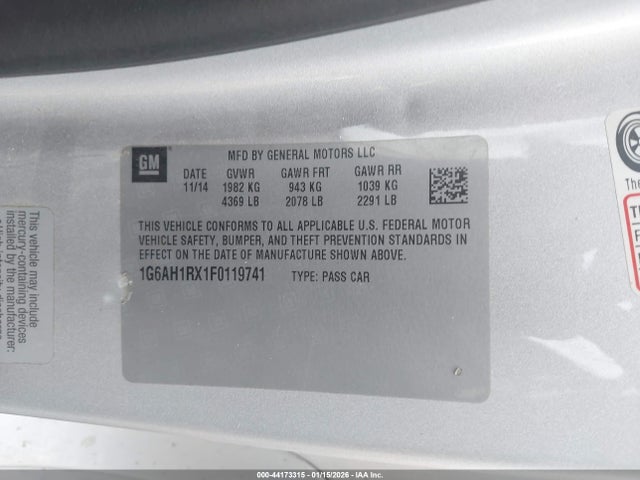 GM
MFD BY GENERAL MOTORS LLC
DATE GVWR GAWR FRT GAWR RR
11/14 1982 KG 943 KG 1039 KG
4369 LB 2078 LB 2291 LB
THIS VEHICLE CONFORMS TO ALL APPLICABLE U.S. FEDERAL MOTOR
VEHICLE SAFETY, BUMPER, AND THEFT PREVENTION STANDARDS IN
EFFECT ON THE DATE OF MANUFACTURE SHOWN ABOVE.
1G6AH1RX1F0119741 TYPE: PASS CAR
This vehicle may include
mercury-containing devices
installed by the manufacturer:
The
000-44173315 - 01/15/2026 - IAAI Copart, Inc.